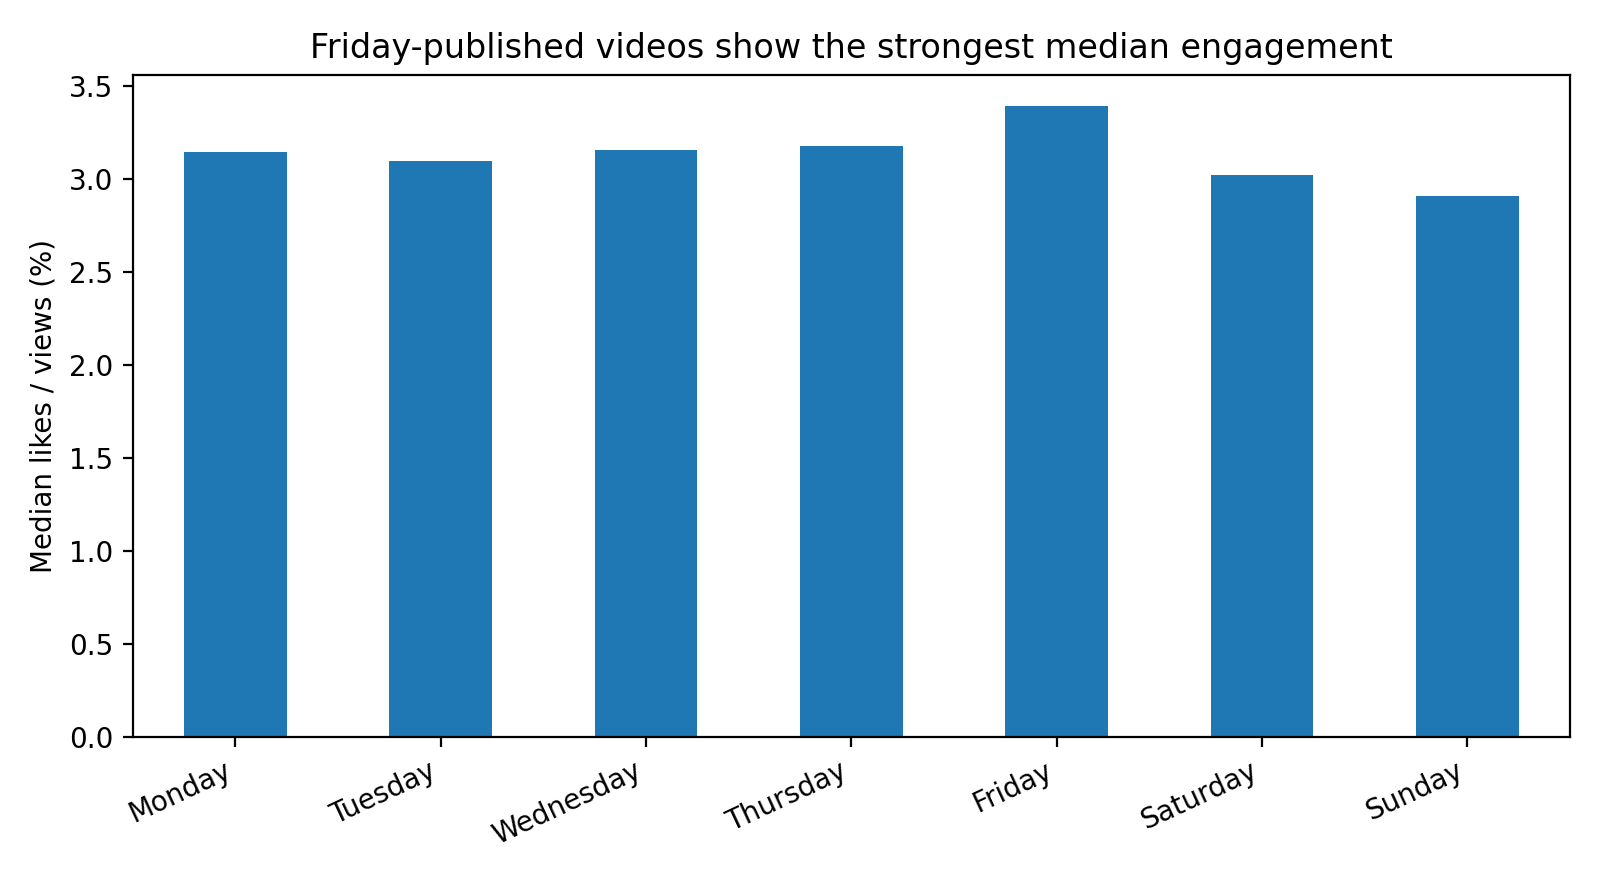 Friday-published videos show the strongest median engagement
Median likes / views (%)
3.5
3.0
2.5
2.0
1.5
1.0
0.5
0.0
Monday
Tuesday
Wednesday
Thursday
Friday
Saturday
Sunday